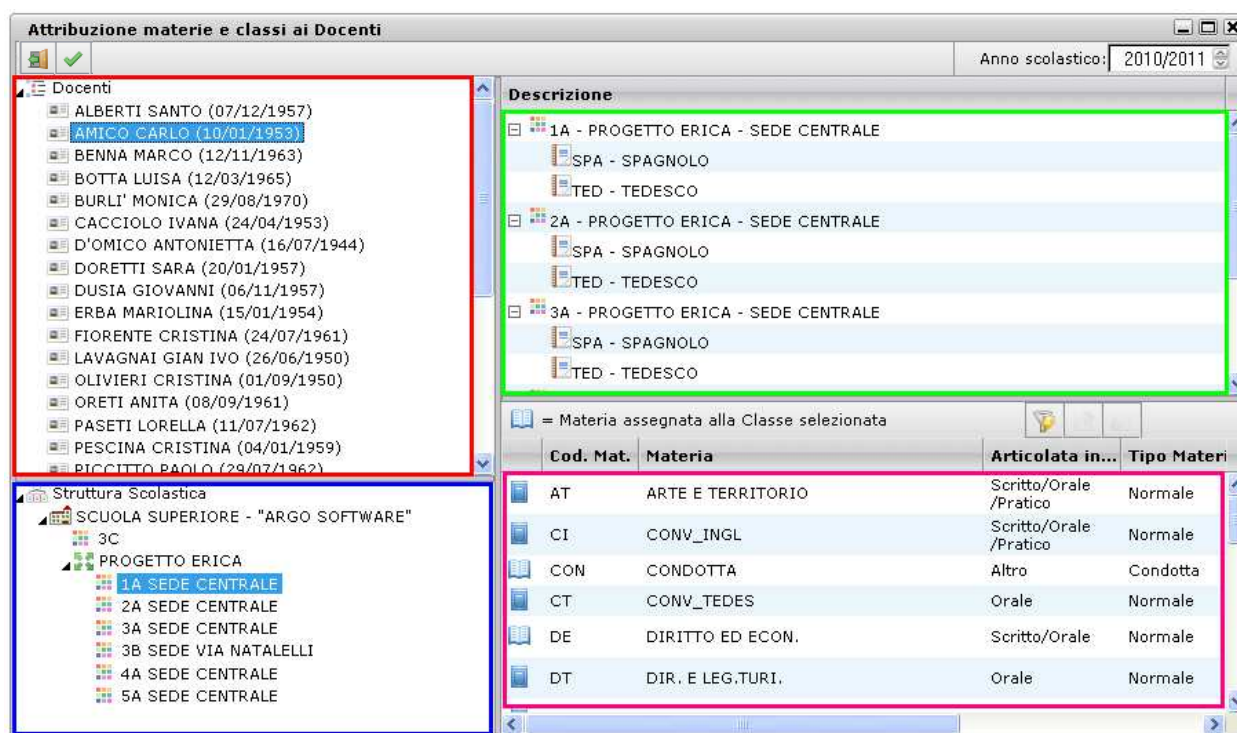 Attribuzione materie e classi ai Docenti
Anno scolastico: 2010/2011
Docenti
ALBERTI SANTO (07/12/1957)
AMICO CARLO (10/01/1953)
BENNA MARCO (12/11/1963)
BOTTA LUISA (12/03/1965)
BURLI' MONICA (29/08/1970)
CACCIOLO IVANA (24/04/1953)
D'OMICO ANTONIETTA (16/07/1944)
DORETTI SARA (20/01/1957)
DUSIA GIOVANNI (06/11/1957)
ERBA MARIOLINA (15/01/1954)
FIORENTE CRISTINA (24/07/1961)
LAVAGNAI GIAN IVO (26/06/1950)
OLIVIERI CRISTINA (01/09/1950)
ORETI ANITA (08/09/1961)
PASETI LORELLA (11/07/1962)
PESCINA CRISTINA (04/01/1959)
PICCITTO PAOLO (29/07/1962)
Struttura Scolastica
SCUOLA SUPERIORE - "ARGO SOFTWARE"
3C
PROGETTO ERICA
1A SEDE CENTRALE
2A SEDE CENTRALE
3A SEDE CENTRALE
3B SEDE VIA NATALELLI
4A SEDE CENTRALE
5A SEDE CENTRALE
Descrizione
1A - PROGETTO ERICA - SEDE CENTRALE
SPA - SPAGNOLO
TED - TEDESCO
2A - PROGETTO ERICA - SEDE CENTRALE
SPA - SPAGNOLO
TED - TEDESCO
3A - PROGETTO ERICA - SEDE CENTRALE
SPA - SPAGNOLO
TED - TEDESCO
= Materia assegnata alla Classe selezionata
Cod. Mat. Materia Articolata in... Tipo Materi
AT ARTE E TERRITORIO Scritto/Orale /Pratico Normale
CI CONV_INGL Scritto/Orale /Pratico Normale
CON CONDOTTA Altro Condotta
CT CONV_TEDES Orale Normale
DE DIRITTO ED ECON. Scritto/Orale Normale
DT DIR. E LEG.TURI. Orale Normale